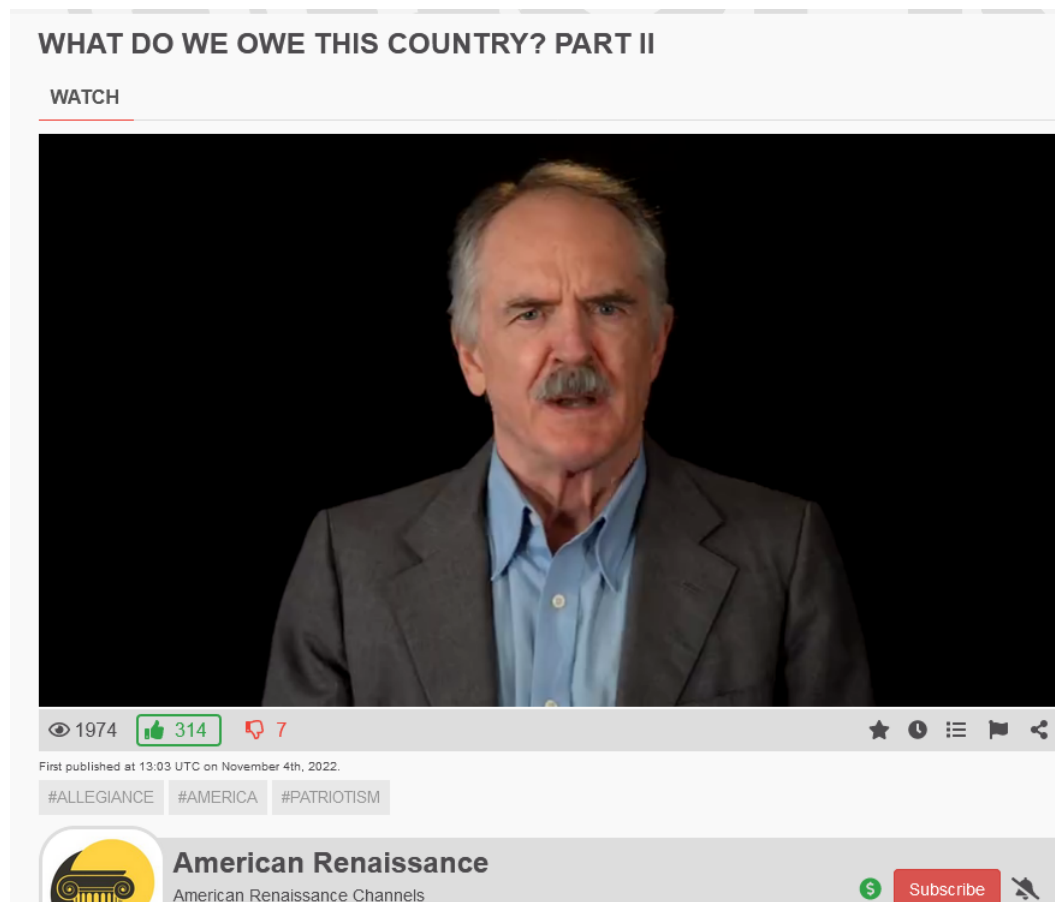 WHAT DO WE OWE THIS COUNTRY? PART II
WATCH
1974 314 7
First published at 13:03 UTC on November 4th, 2022.
#ALLEGIANCE #AMERICA #PATRIOTISM
American Renaissance
American Renaissance Channels
$ Subscribe